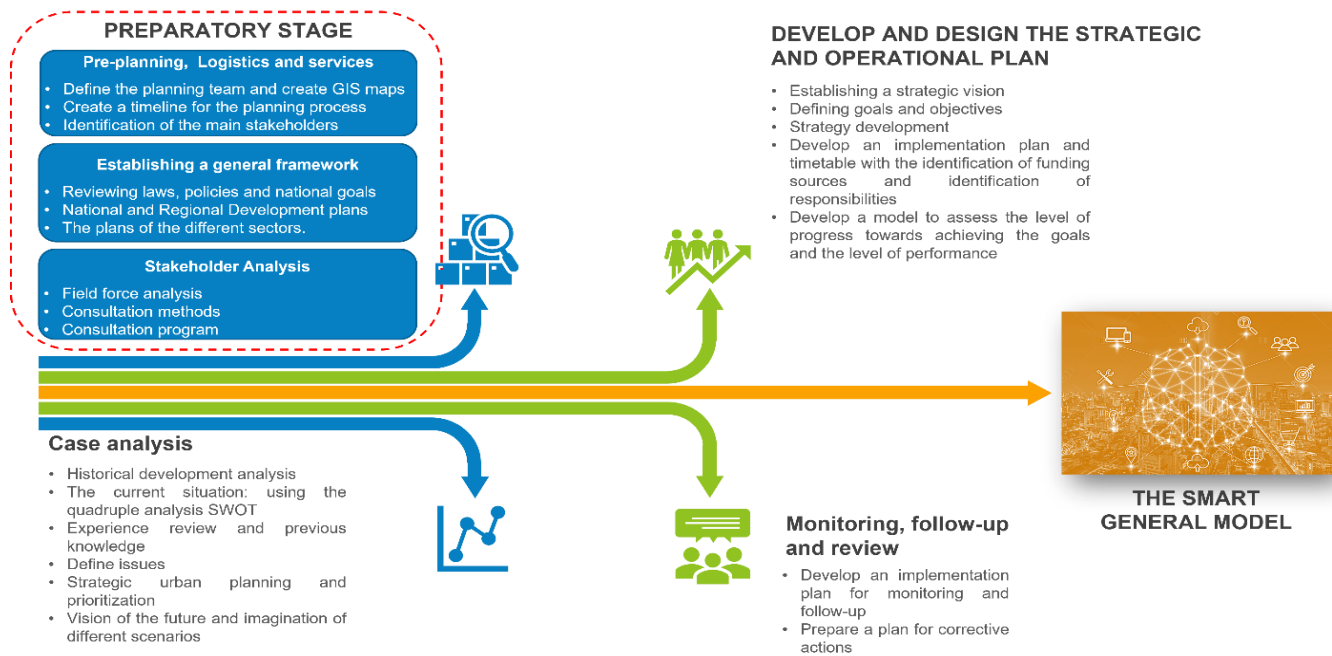 PREPARATORY STAGE
Pre-planning, Logistics and services
• Define the planning team and create GIS maps
• Create a timeline for the planning process
• Identification of the main stakeholders
Establishing a general framework
• Reviewing laws, policies and national goals
• National and Regional Development plans
• The plans of the different sectors.
Stakeholder Analysis
• Field force analysis
• Consultation methods
• Consultation program
DEVELOP AND DESIGN THE STRATEGIC
AND OPERATIONAL PLAN
• Establishing a strategic vision
• Defining goals and objectives
• Strategy development
• Develop an implementation plan and
timetable with the identification of funding
sources and identification of
responsibilities
• Develop a model to assess the level of
progress towards achieving the goals
and the level of performance
Case analysis
• Historical development analysis
• The current situation: using the
quadruple analysis SWOT
• Experience review and previous
knowledge
• Define issues
• Strategic urban planning and
prioritization
• Vision of the future and imagination of
different scenarios
Monitoring, follow-up
and review
• Develop an implementation
plan for monitoring and
follow-up
• Prepare a plan for corrective
actions
THE SMART
GENERAL MODEL